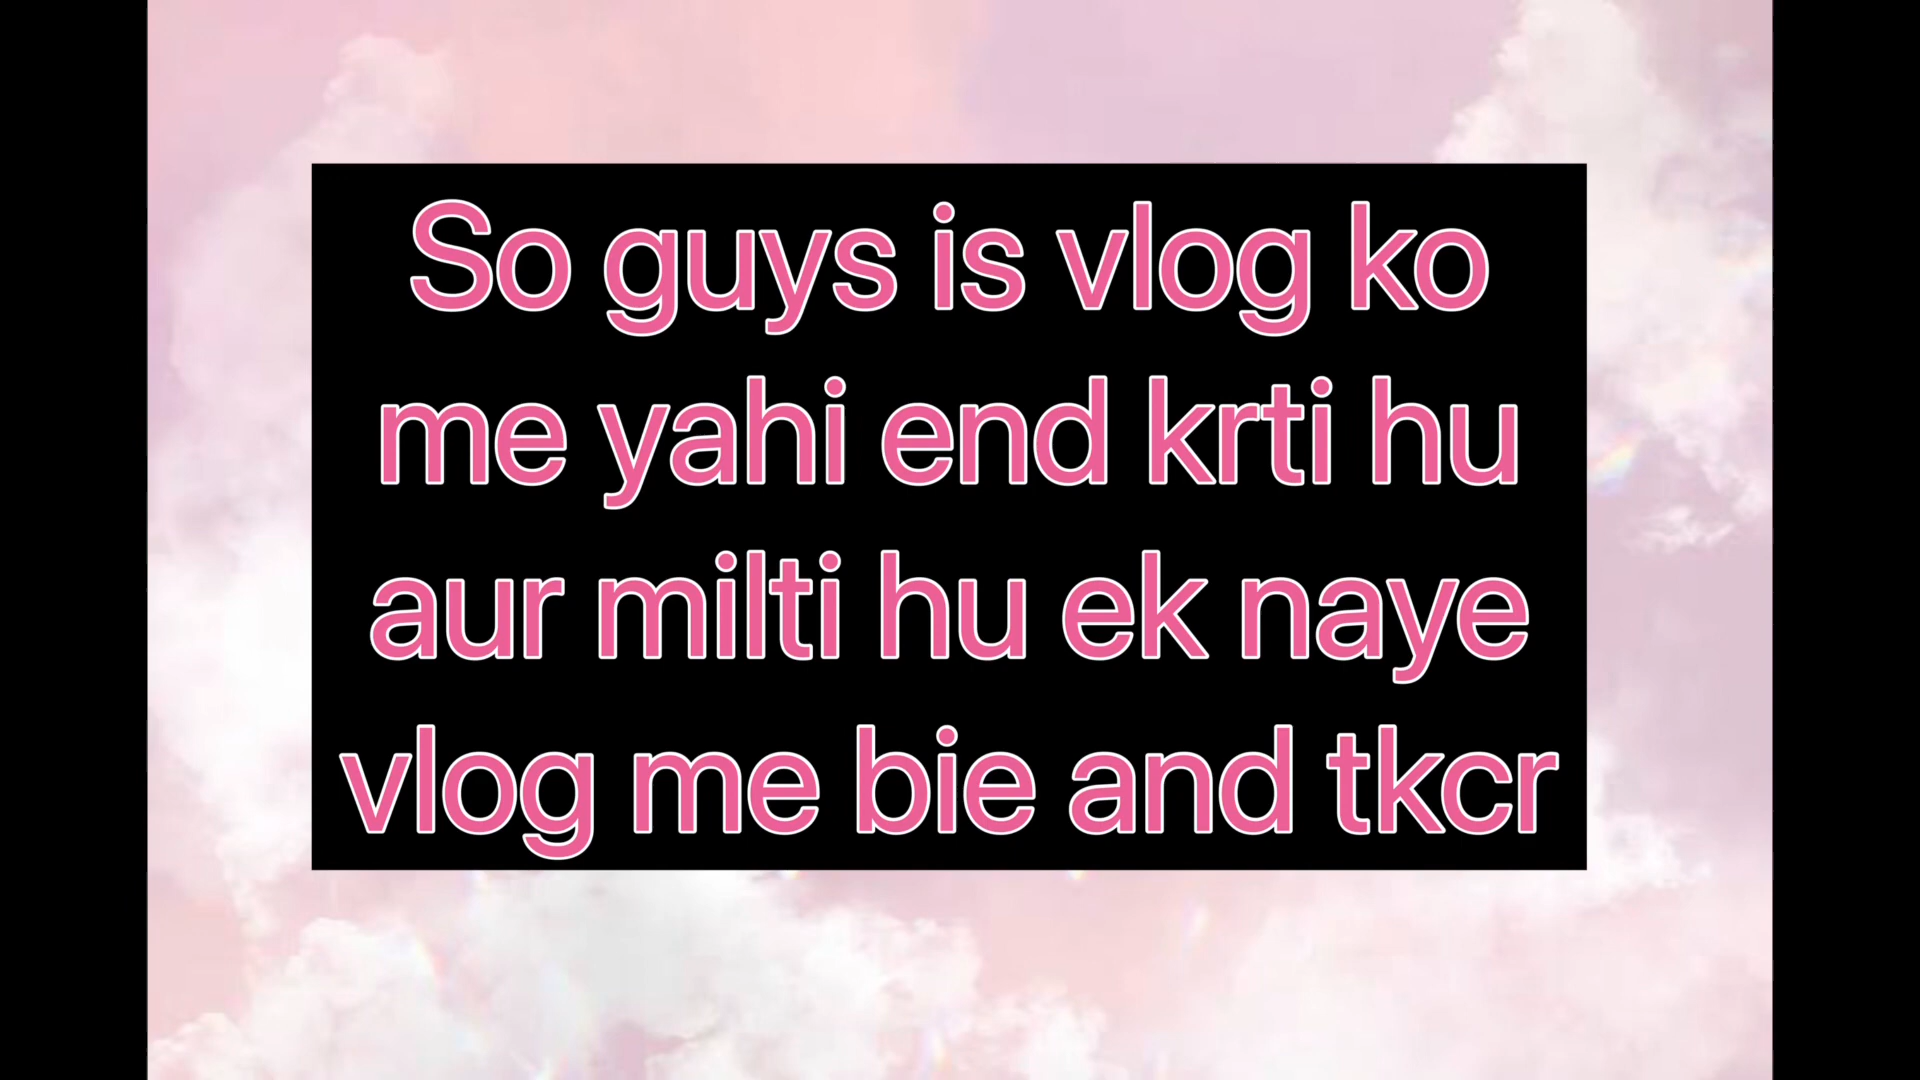 So guys is vlog ko
me yahi end krti hu
aur milti hu ek naye
vlog me bie and tkcr